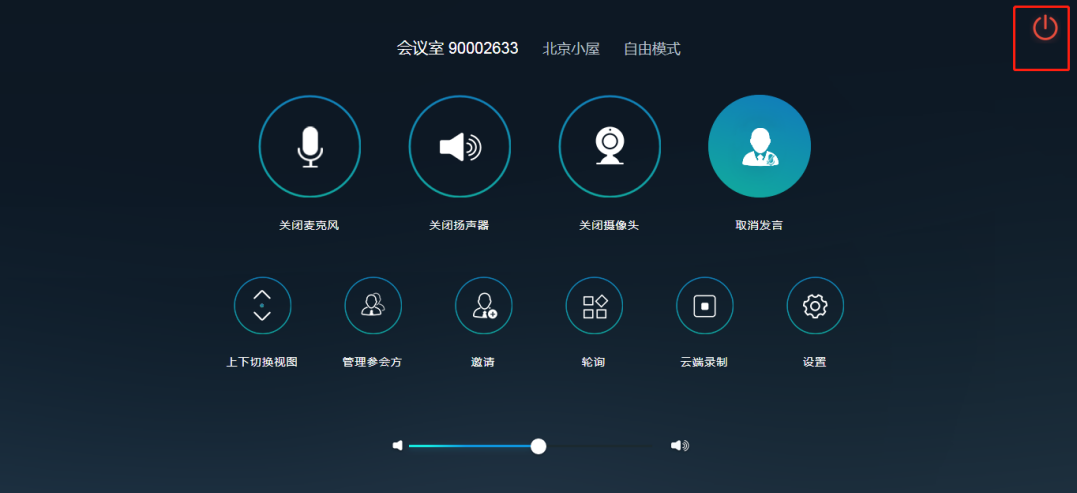 会议室 90002633 北京小屋 自由模式
关闭麦克风 关闭扬声器 关闭摄像头 取消发言
上下切换视图 管理参会方 邀请 轮询 云端录制 设置